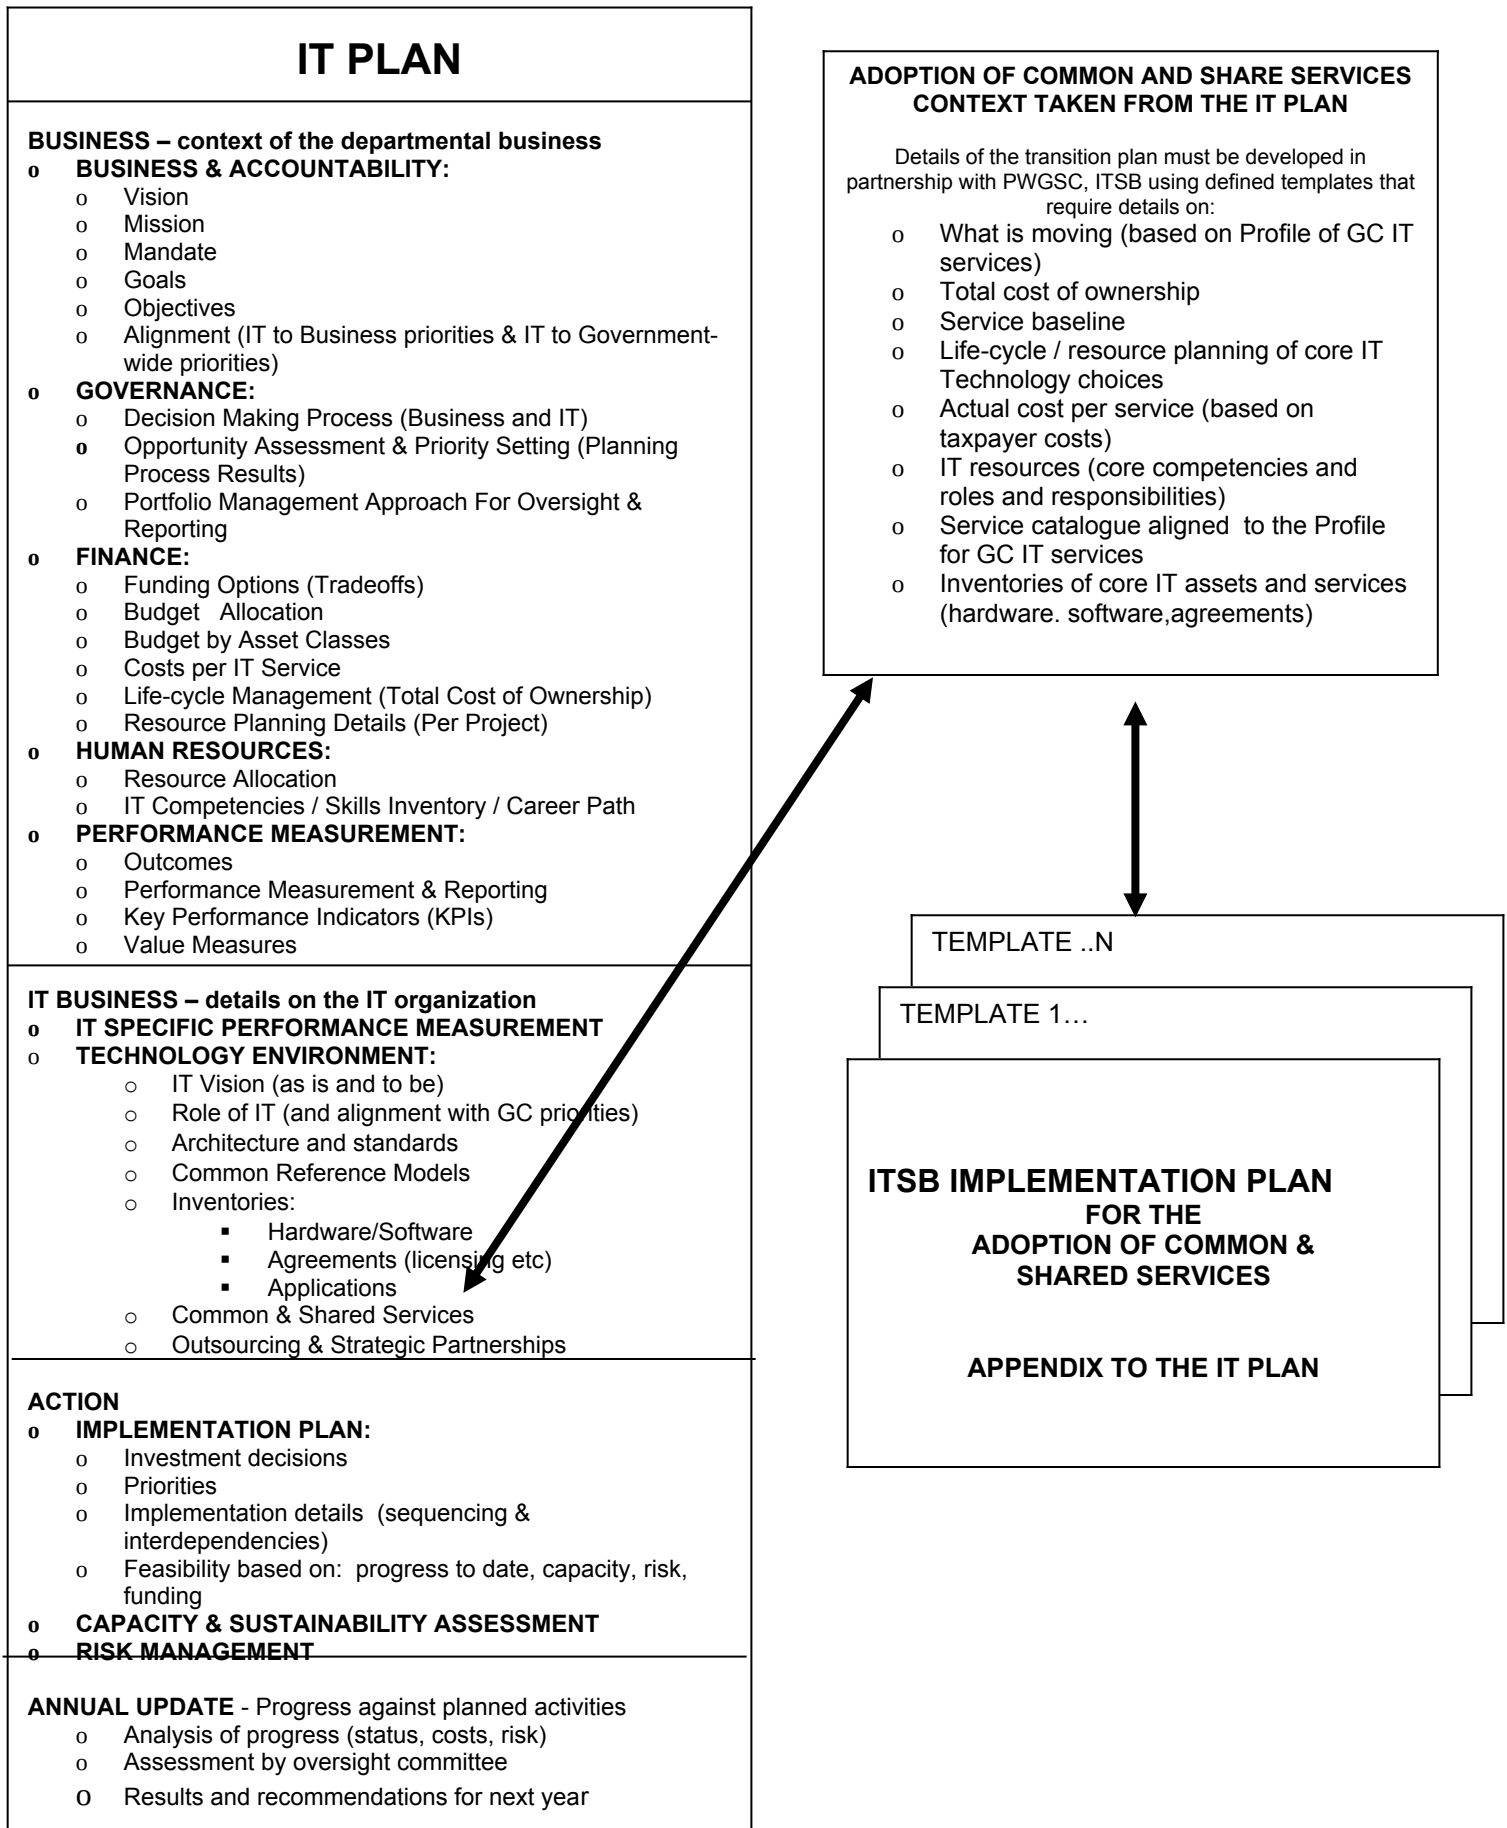 IT PLAN
BUSINESS – context of the departmental business
o BUSINESS & ACCOUNTABILITY:
o Vision
o Mission
o Mandate
o Goals
o Objectives
o Alignment (IT to Business priorities & IT to Government-
wide priorities)
o GOVERNANCE:
o Decision Making Process (Business and IT)
o Opportunity Assessment & Priority Setting (Planning
Process Results)
o Portfolio Management Approach For Oversight &
Reporting
o FINANCE:
o Funding Options (Tradeoffs)
o Budget Allocation
o Budget by Asset Classes
o Costs per IT Service
o Life-cycle Management (Total Cost of Ownership)
o Resource Planning Details (Per Project)
o HUMAN RESOURCES:
o Resource Allocation
o IT Competencies / Skills Inventory / Career Path
o PERFORMANCE MEASUREMENT:
o Outcomes
o Performance Measurement & Reporting
o Key Performance Indicators (KPIs)
o Value Measures
IT BUSINESS – details on the IT organization
o IT SPECIFIC PERFORMANCE MEASUREMENT
o TECHNOLOGY ENVIRONMENT:
o IT Vision (as is and to be)
o Role of IT (and alignment with GC priorities)
o Architecture and standards
o Common Reference Models
o Inventories:
▪ Hardware/Software
▪ Agreements (licensing etc)
▪ Applications
o Common & Shared Services
o Outsourcing & Strategic Partnerships
ACTION
o IMPLEMENTATION PLAN:
o Investment decisions
o Priorities
o Implementation details (sequencing &
interdependencies)
o Feasibility based on: progress to date, capacity, risk,
funding
o CAPACITY & SUSTAINABILITY ASSESSMENT
o RISK MANAGEMENT
ANNUAL UPDATE - Progress against planned activities
o Analysis of progress (status, costs, risk)
o Assessment by oversight committee
o Results and recommendations for next year
ADOPTION OF COMMON AND SHARE SERVICES
CONTEXT TAKEN FROM THE IT PLAN
Details of the transition plan must be developed in
partnership with PWGSC, ITSB using defined templates that
require details on:
o What is moving (based on Profile of GC IT
services)
o Total cost of ownership
o Service baseline
o Life-cycle / resource planning of core IT
Technology choices
o Actual cost per service (based on
taxpayer costs)
o IT resources (core competencies and
roles and responsibilities)
o Service catalogue aligned to the Profile
for GC IT services
o Inventories of core IT assets and services
(hardware. software,agreements)
TEMPLATE ..N
TEMPLATE 1…
ITSB IMPLEMENTATION PLAN
FOR THE
ADOPTION OF COMMON &
SHARED SERVICES
APPENDIX TO THE IT PLAN